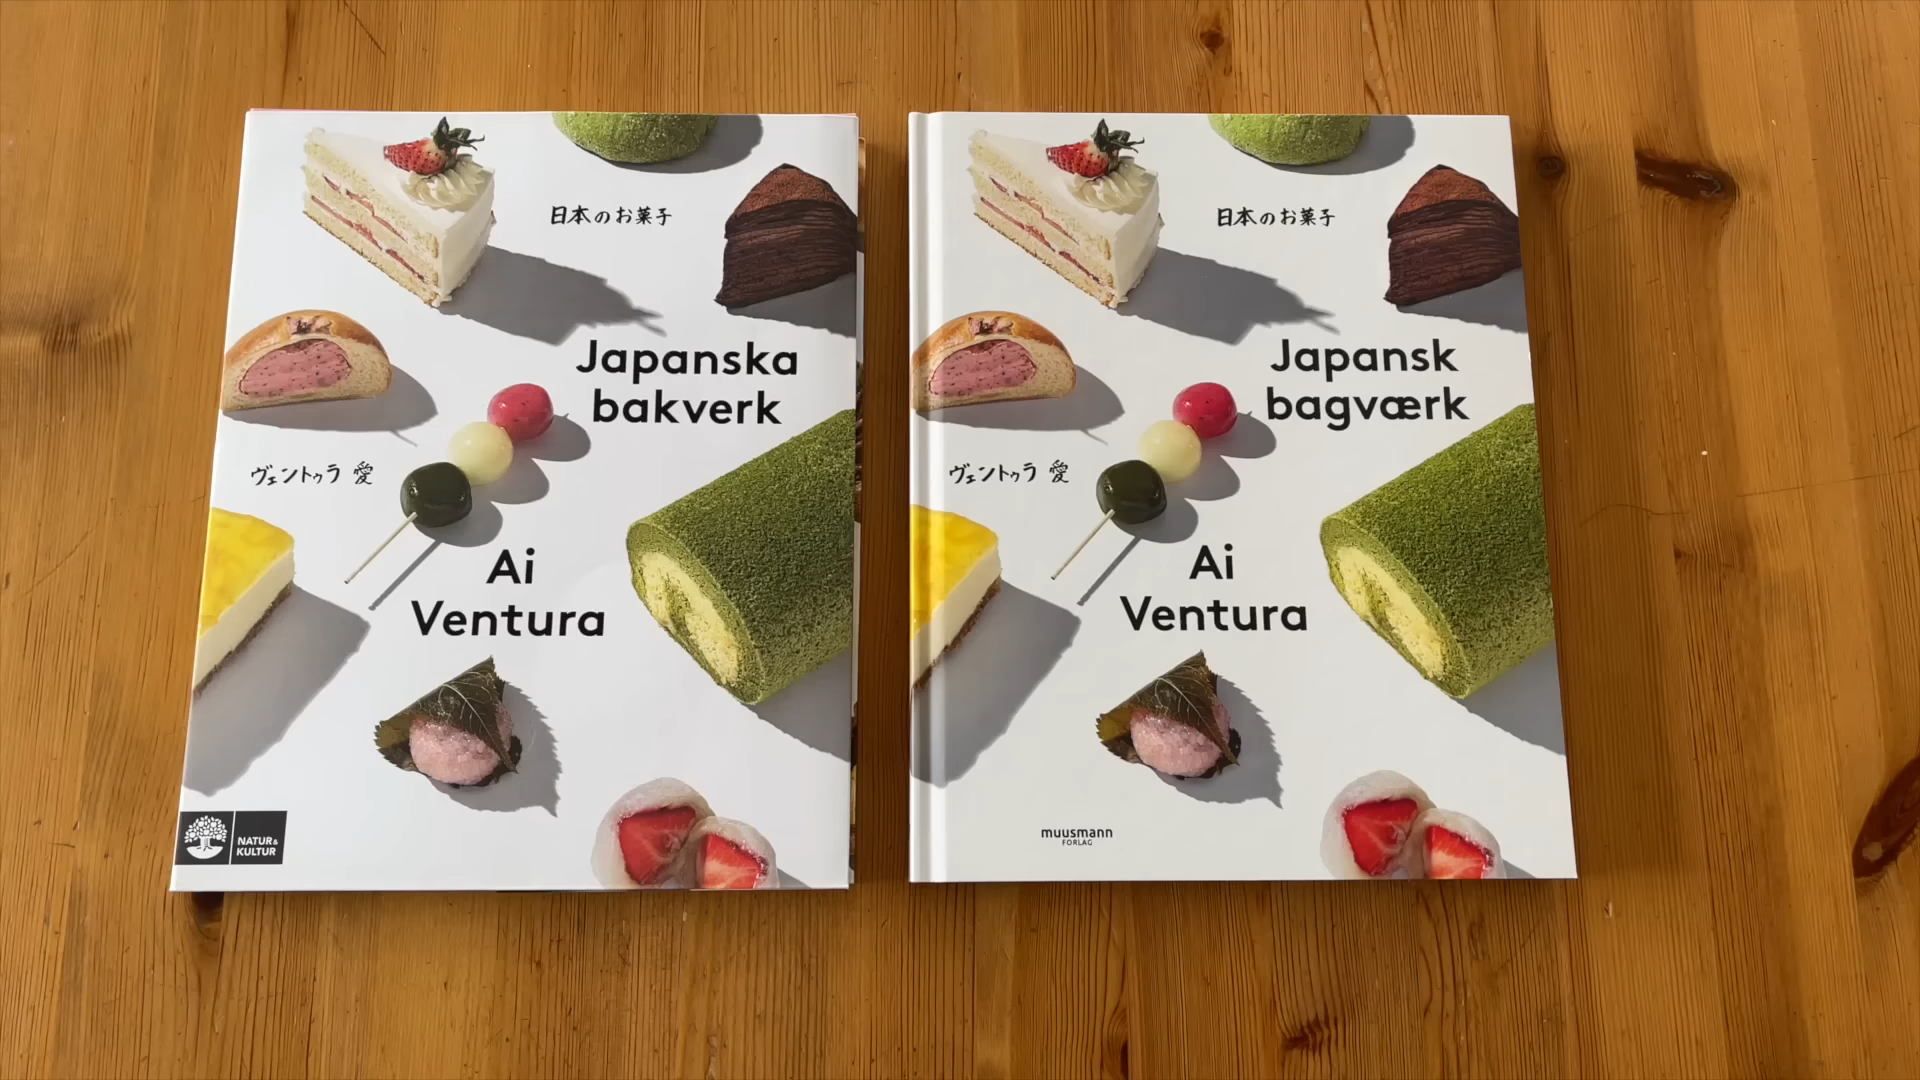 日本のお菓子
Japanska
bakverk
ヴェントゥラ 愛
Ai
Ventura
NATUR&
KULTUR
日本のお菓子
Japansk
bagværk
ヴェントゥラ 愛
Ai
Ventura
muusmann
FORLAG